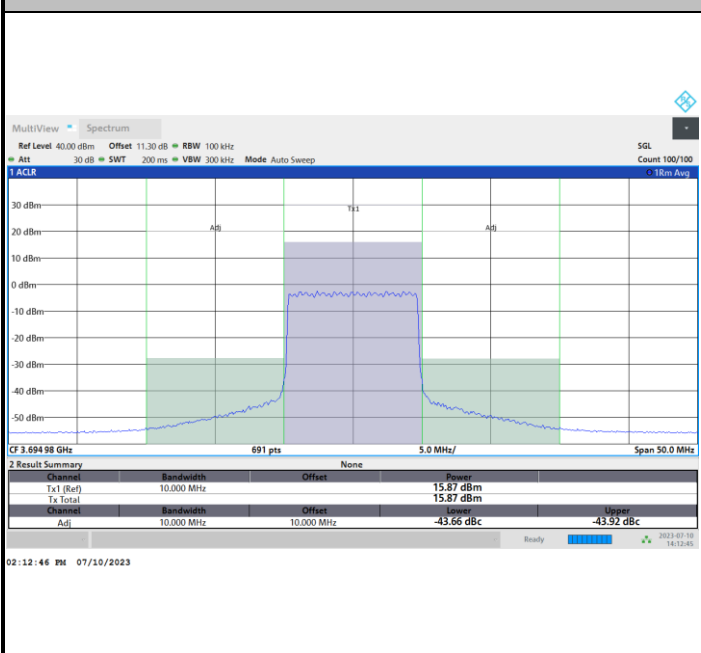 MultiView Spectrum
Ref Level 40.00 dBm Offset 11.30 dB RBW 100 kHz SGL
Att 30 dB SWT 200 ms VBW 300 kHz Mode Auto Sweep Count 100/100
1 ACLR 1Rm Avg
30 dBm
Tx1
20 dBm
Adj Adj
10 dBm
0 dBm
-10 dBm
-20 dBm
-30 dBm
-40 dBm
-50 dBm
CF 3.694 98 GHz 691 pts 5.0 MHz/ Span 50.0 MHz
2 Result Summary None
Channel Bandwidth Offset Power
Tx1 (Ref) 10.000 MHz 15.87 dBm
Tx Total 15.87 dBm
Channel Bandwidth Offset Lower Upper
Adj 10.000 MHz 10.000 MHz -43.66 dBc -43.92 dBc
Ready 2023-07-10
14:12:45
02:12:46 PM 07/10/2023